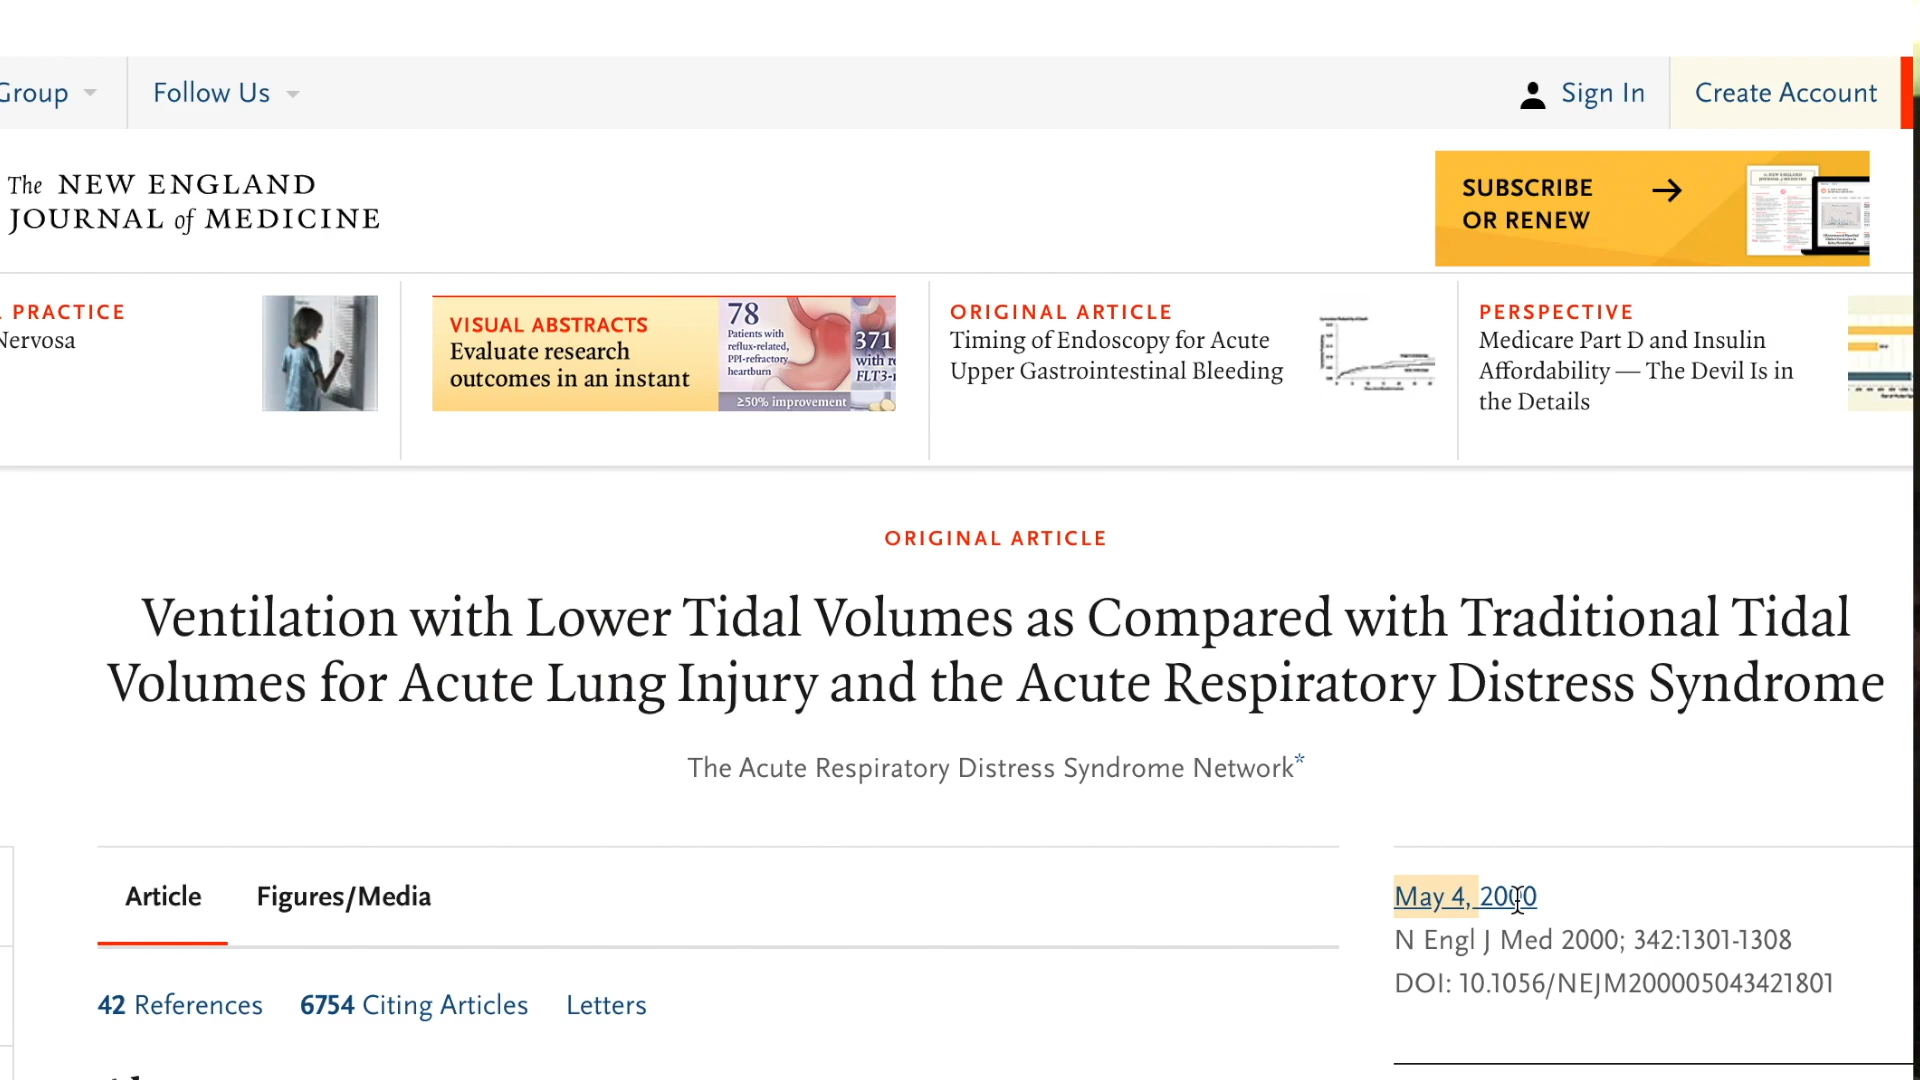 Group
Follow Us
Sign In
Create Account
The NEW ENGLAND
JOURNAL of MEDICINE
SUBSCRIBE
OR RENEW
PRACTICE
Nervosa
VISUAL ABSTRACTS
Evaluate research
outcomes in an instant
78
Patients with
reflux-related,
PPI-refractory
heartburn
≥50% improvement
371
with re
FLT3-
ORIGINAL ARTICLE
Timing of Endoscopy for Acute
Upper Gastrointestinal Bleeding
PERSPECTIVE
Medicare Part D and Insulin
Affordability — The Devil Is in
the Details
ORIGINAL ARTICLE
Ventilation with Lower Tidal Volumes as Compared with Traditional Tidal
Volumes for Acute Lung Injury and the Acute Respiratory Distress Syndrome
The Acute Respiratory Distress Syndrome Network*
Article
Figures/Media
May 4, 2000
N Engl J Med 2000; 342:1301-1308
DOI: 10.1056/NEJM200005043421801
42 References
6754 Citing Articles
Letters